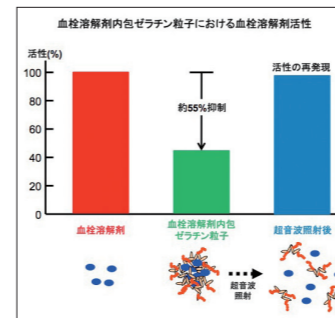 血栓溶解剤内包ゼラチン粒子における血栓溶解剤活性
活性(%)
100
80
60
40
20
0
約55%抑制
活性の再発現
血栓溶解剤
血栓溶解剤内包
ゼラチン粒子
超音波照射後
超音波
照射